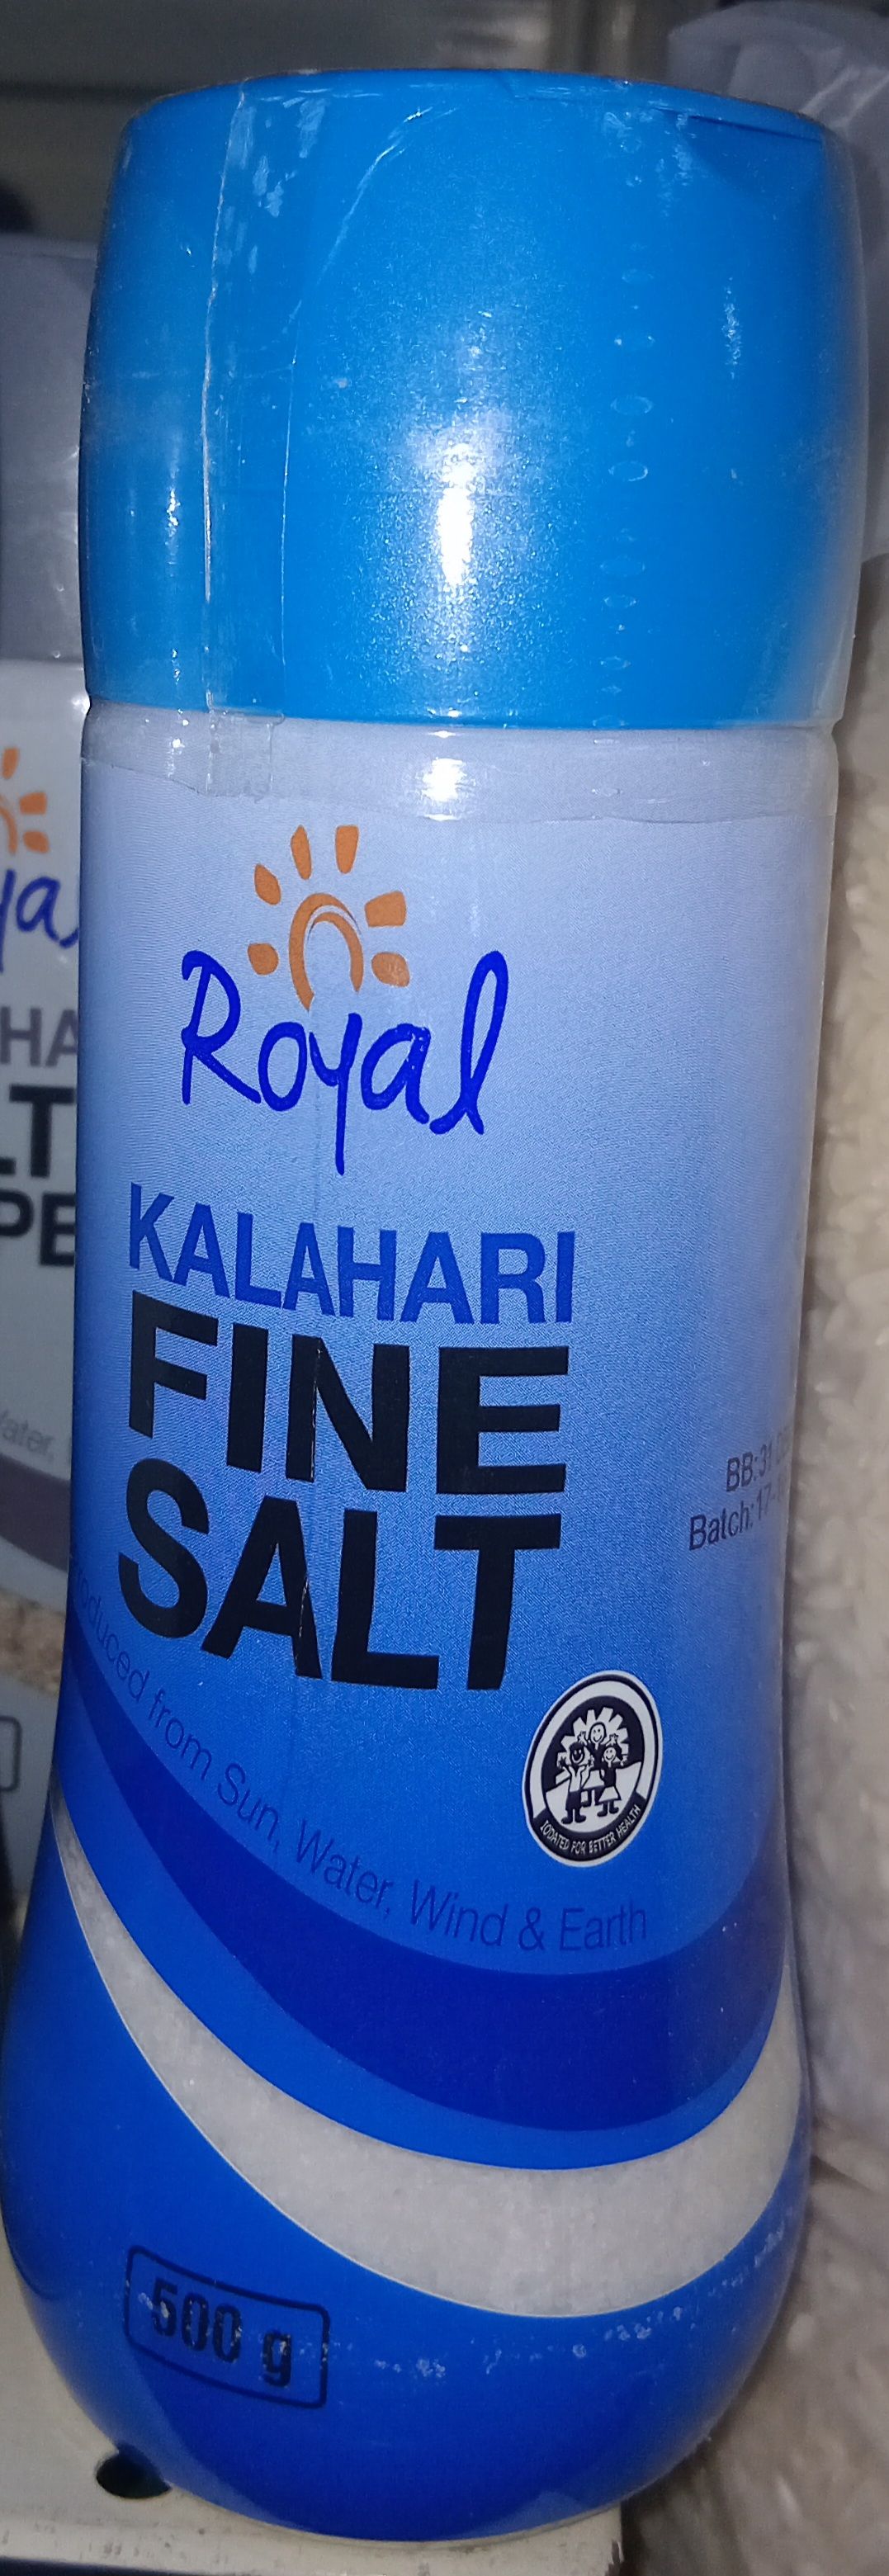 Royal
KALAHARI
FINE
SALT
Produced from Sun, Water, Wind & Earth
IODATED FOR BETTER HEALTH
BB:31
Batch:17-
500 g